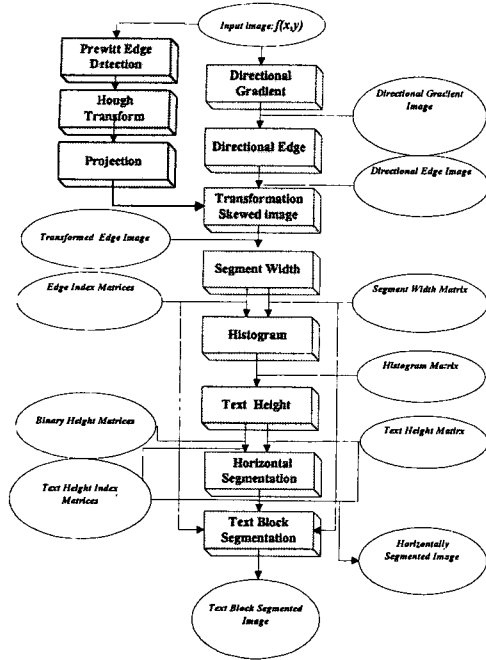 Input image: f(x,y)
Prewitt Edge
Detection
Directional
Gradient
Directional Gradient
Image
Hough
Transform
Directional Edge
Projection
Directional Edge Image
Transformation
Skewed image
Transformed Edge Image
Segment Width
Edge Index Matrices
Segment Width Matrix
Histogram
Histogram Matrix
Text Height
Binary Height Matrices
Text Height Matirx
Horizontal
Segmentation
Text Height Index
Matrices
Text Block
Segmentation
Horizontally
Segmented Image
Text Block Segmented
Image